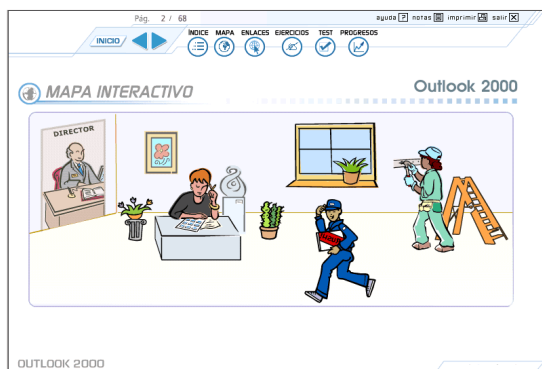 Pág. 2 / 68
ayuda ? notas imprimir salir X
INICIO
ÍNDICE MAPA ENLACES EJERCICIOS TEST PROGRESOS
MAPA INTERACTIVO
Outlook 2000
DIRECTOR
OUTLOOK 2000